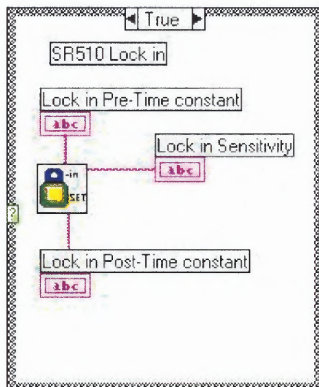 True
SR510 Lock in
Lock in Pre-Time constant
abc
Lock in Sensitivity
abc
-in
SET
?
Lock in Post-Time constant
abc